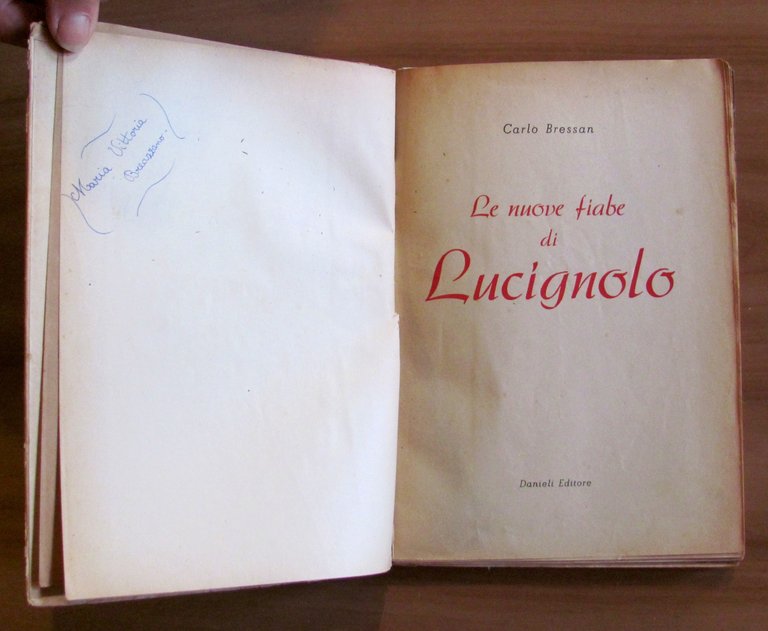 Maria Vittoria
Carlo Bressan
Le nuove fiabe
di
Lucignolo
Danieli Editore